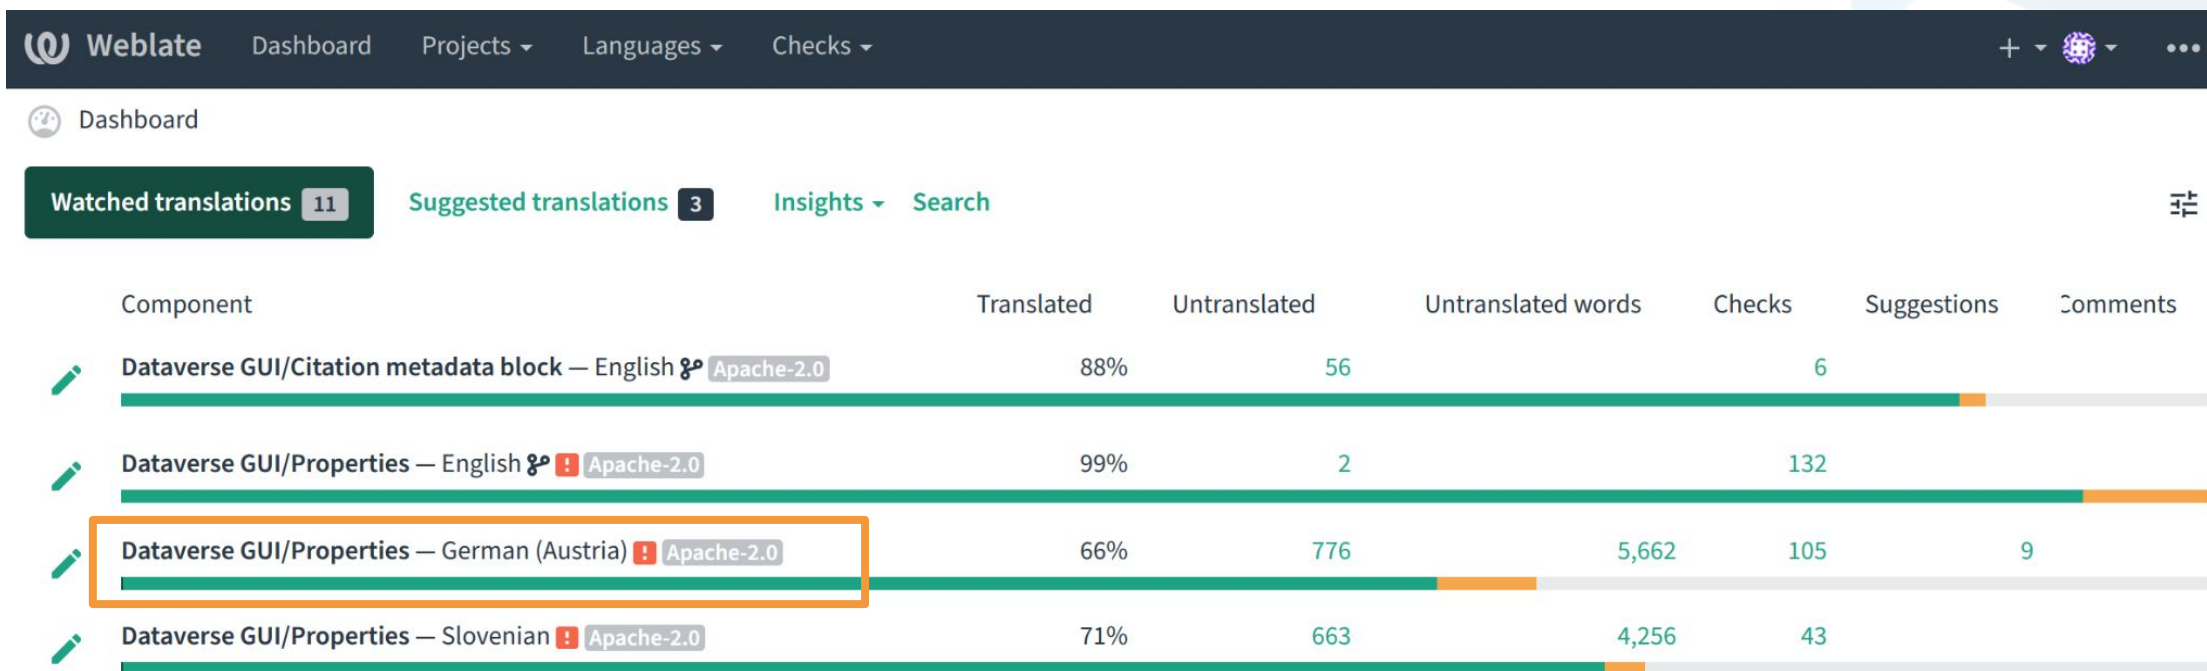 Weblate Dashboard Projects Languages Checks
Dashboard
Watched translations 11 Suggested translations 3 Insights Search
Component Translated Untranslated Untranslated words Checks Suggestions Comments
Dataverse GUI/Citation metadata block — English Apache-2.0 88% 56 6
Dataverse GUI/Properties — English ! Apache-2.0 99% 2 132
Dataverse GUI/Properties — German (Austria) ! Apache-2.0 66% 776 5,662 105 9
Dataverse GUI/Properties — Slovenian ! Apache-2.0 71% 663 4,256 43